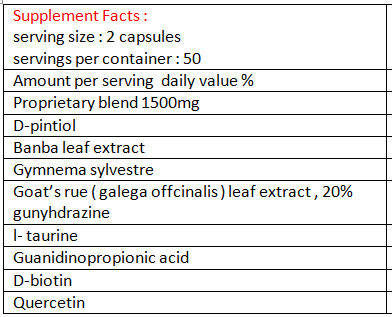 Supplement Facts :
serving size : 2 capsules
servings per container : 50
Amount per serving  daily value %
Proprietary blend 1500mg
D-pintiol
Banba leaf extract
Gymnema sylvestre
Goat’s rue ( galega offcinalis ) leaf extract , 20%
gunyhdrazine
l- taurine
Guanidinopropionic acid
D-biotin
Quercetin